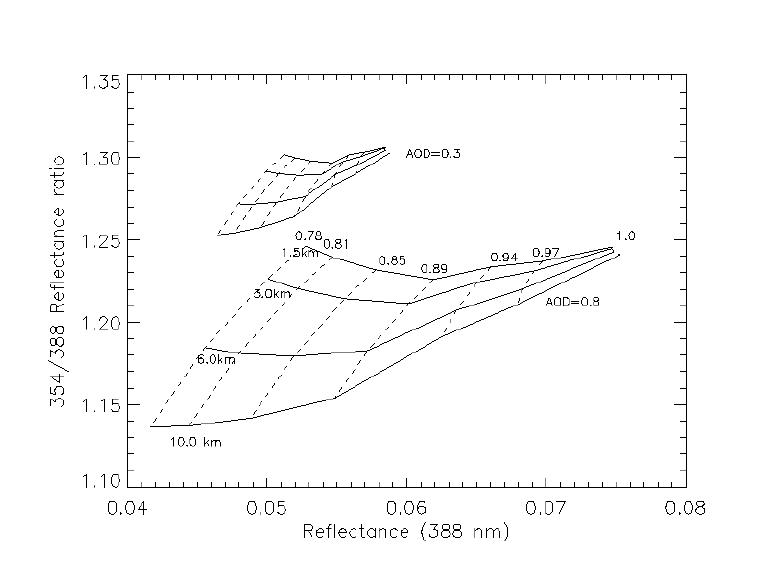 1.35
1.30
1.25
1.20
1.15
1.10
354/388 Reflectance ratio
AOD=0.3
0.78
0.81
0.85
0.89
0.94
0.97
1.0
1.5km
3.0km
6.0km
10.0 km
AOD=0.8
0.04 0.05 0.06 0.07 0.08
Reflectance (388 nm)